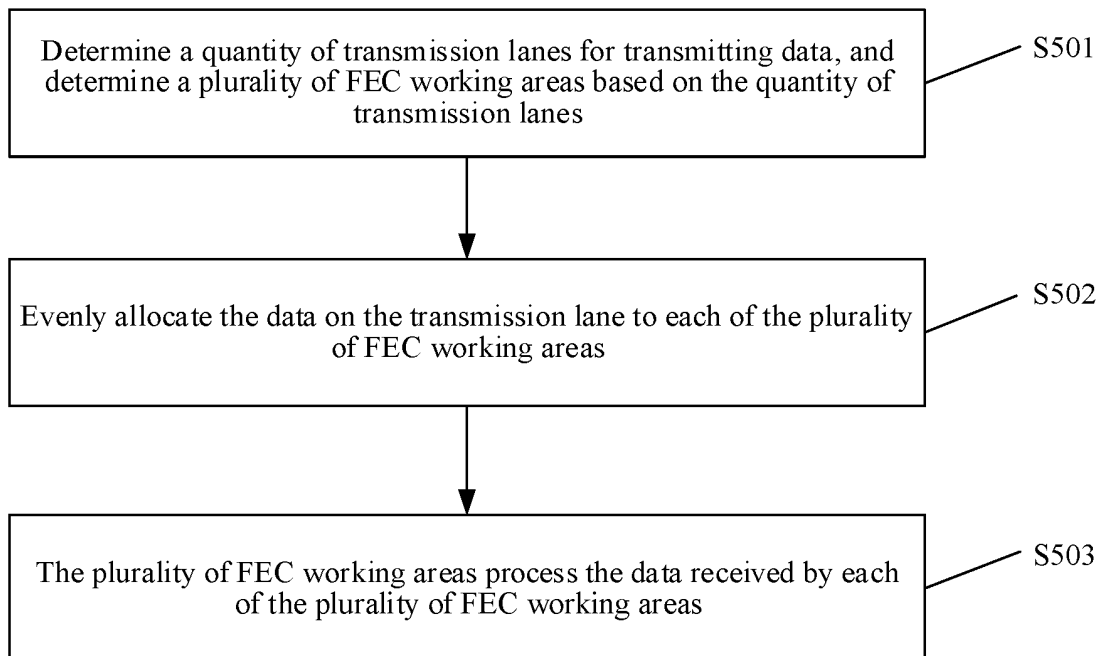 Determine a quantity of transmission lanes for transmitting data, and
determine a plurality of FEC working areas based on the quantity of
transmission lanes
S501
Evenly allocate the data on the transmission lane to each of the plurality
of FEC working areas
S502
The plurality of FEC working areas process the data received by each
of the plurality of FEC working areas
S503